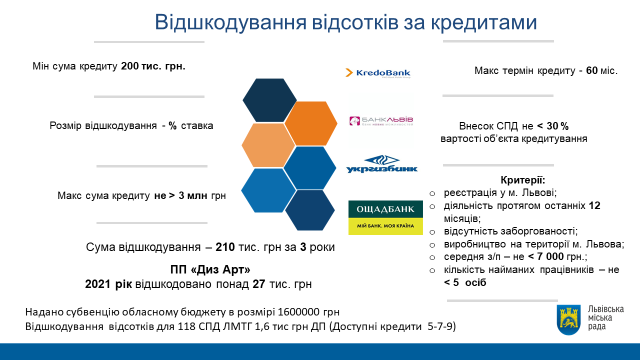 Відшкодування відсотків за кредитами
Мін сума кредиту 200 тис. грн.
Розмір відшкодування - % ставка
Макс сума кредиту не > 3 млн грн
KredoBank
БАНКЛЬВІВ
укргазбанк
ОЩАДБАНК
МІЙ БАНК. МОЯ КРАЇНА
Макс термін кредиту - 60 міс.
Внесок СПД не < 30 %
вартості об’єкта кредитування
Критерії:
o реєстрація у м. Львові;
o діяльність протягом останніх 12
місяців;
o відсутність заборгованості;
o виробництво на території м. Львова;
o середня з/п – не < 7 000 грн.;
o кількість найманих працівників – не
< 5 осіб
Сума відшкодування – 210 тис. грн за 3 роки
ПП «Диз Арт»
2021 рік відшкодовано понад 27 тис. грн
Надано субвенцію обласному бюджету в розмірі 1600000 грн
Відшкодування відсотків для 118 СПД ЛМТГ 1,6 тис грн ДП (Доступні кредити 5-7-9)
Львівська
міська
рада